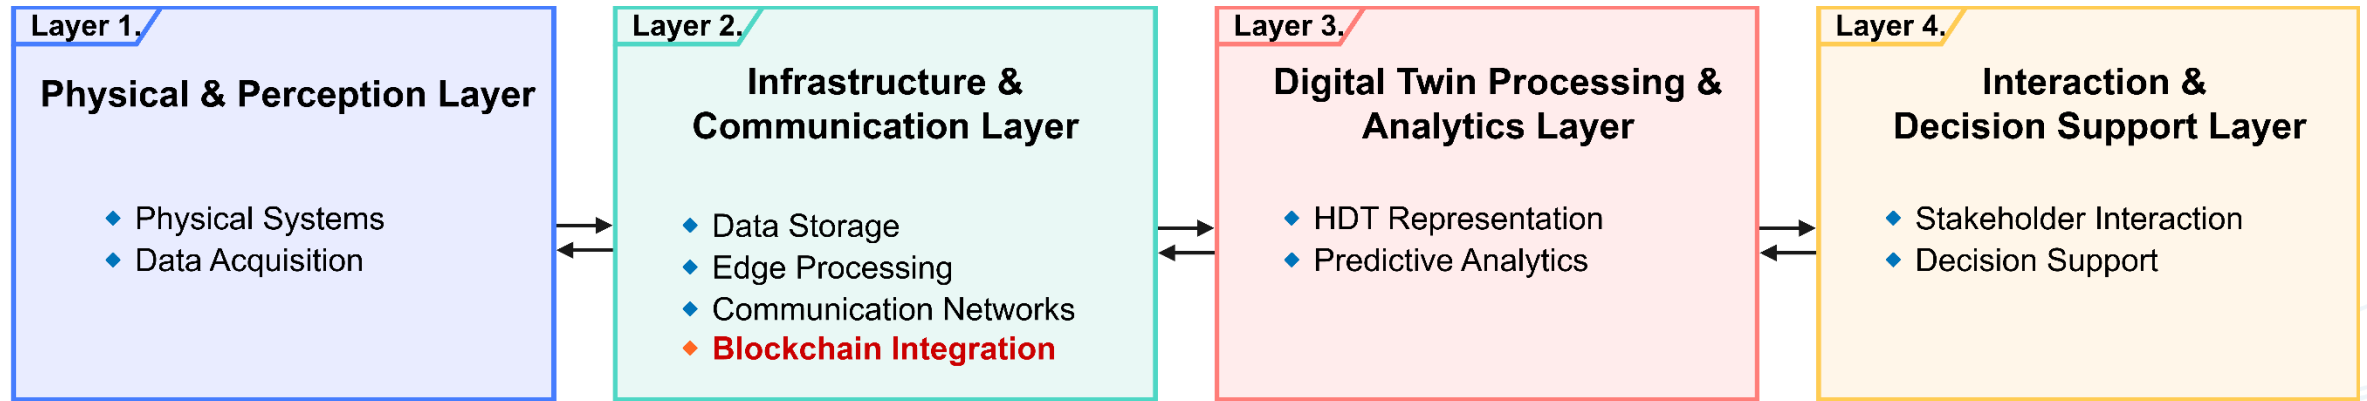 Layer 1.
Physical & Perception Layer
Physical Systems
Data Acquisition
Layer 2.
Infrastructure &
Communication Layer
Data Storage
Edge Processing
Communication Networks
Blockchain Integration
Layer 3.
Digital Twin Processing &
Analytics Layer
HDT Representation
Predictive Analytics
Layer 4.
Interaction &
Decision Support Layer
Stakeholder Interaction
Decision Support